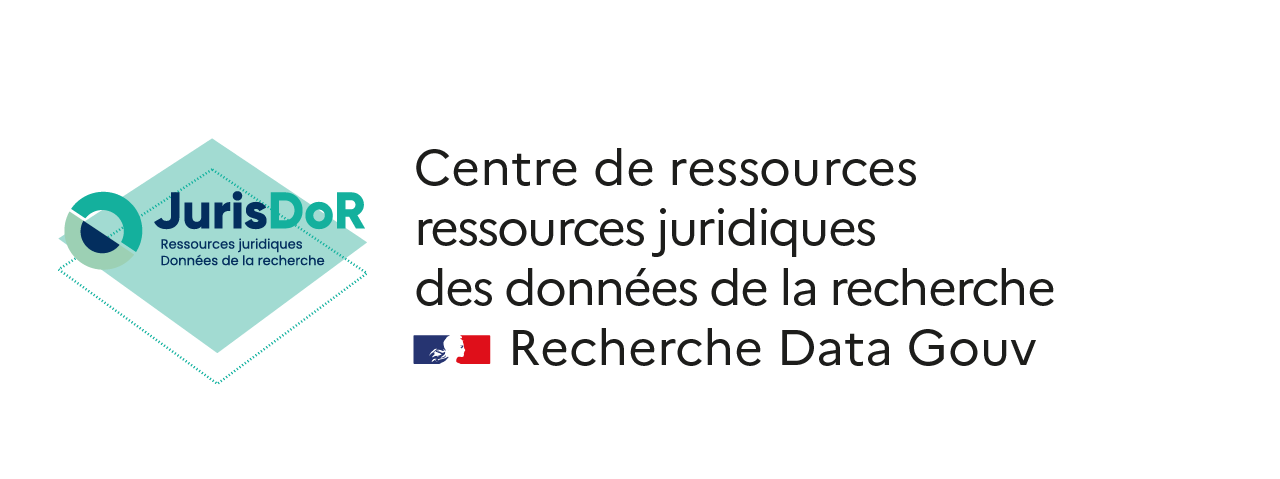 JurisDoR
Ressources juridiques
Données de la recherche
Centre de ressources
ressources juridiques
des données de la recherche
Recherche Data Gouv